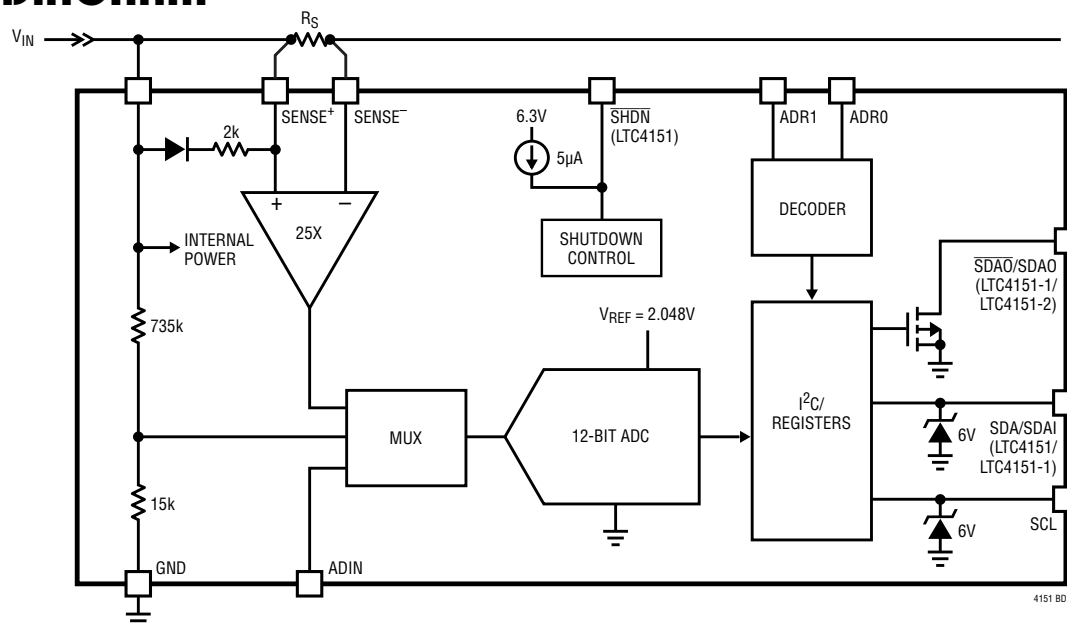 R_S
V_IN
SENSE+
SENSE–
2k
6.3V
5µA
S̅H̅D̅N̅
(LTC4151)
ADR1
ADR0
+
–
25X
INTERNAL
POWER
SHUTDOWN
CONTROL
DECODER
S̅D̅A̅O̅/SDAO
(LTC4151-1/
LTC4151-2)
735k
V_REF = 2.048V
MUX
12-BIT ADC
I²C/
REGISTERS
6V
SDA/SDAI
(LTC4151/
LTC4151-1)
15k
6V
SCL
GND
ADIN
4151 BD